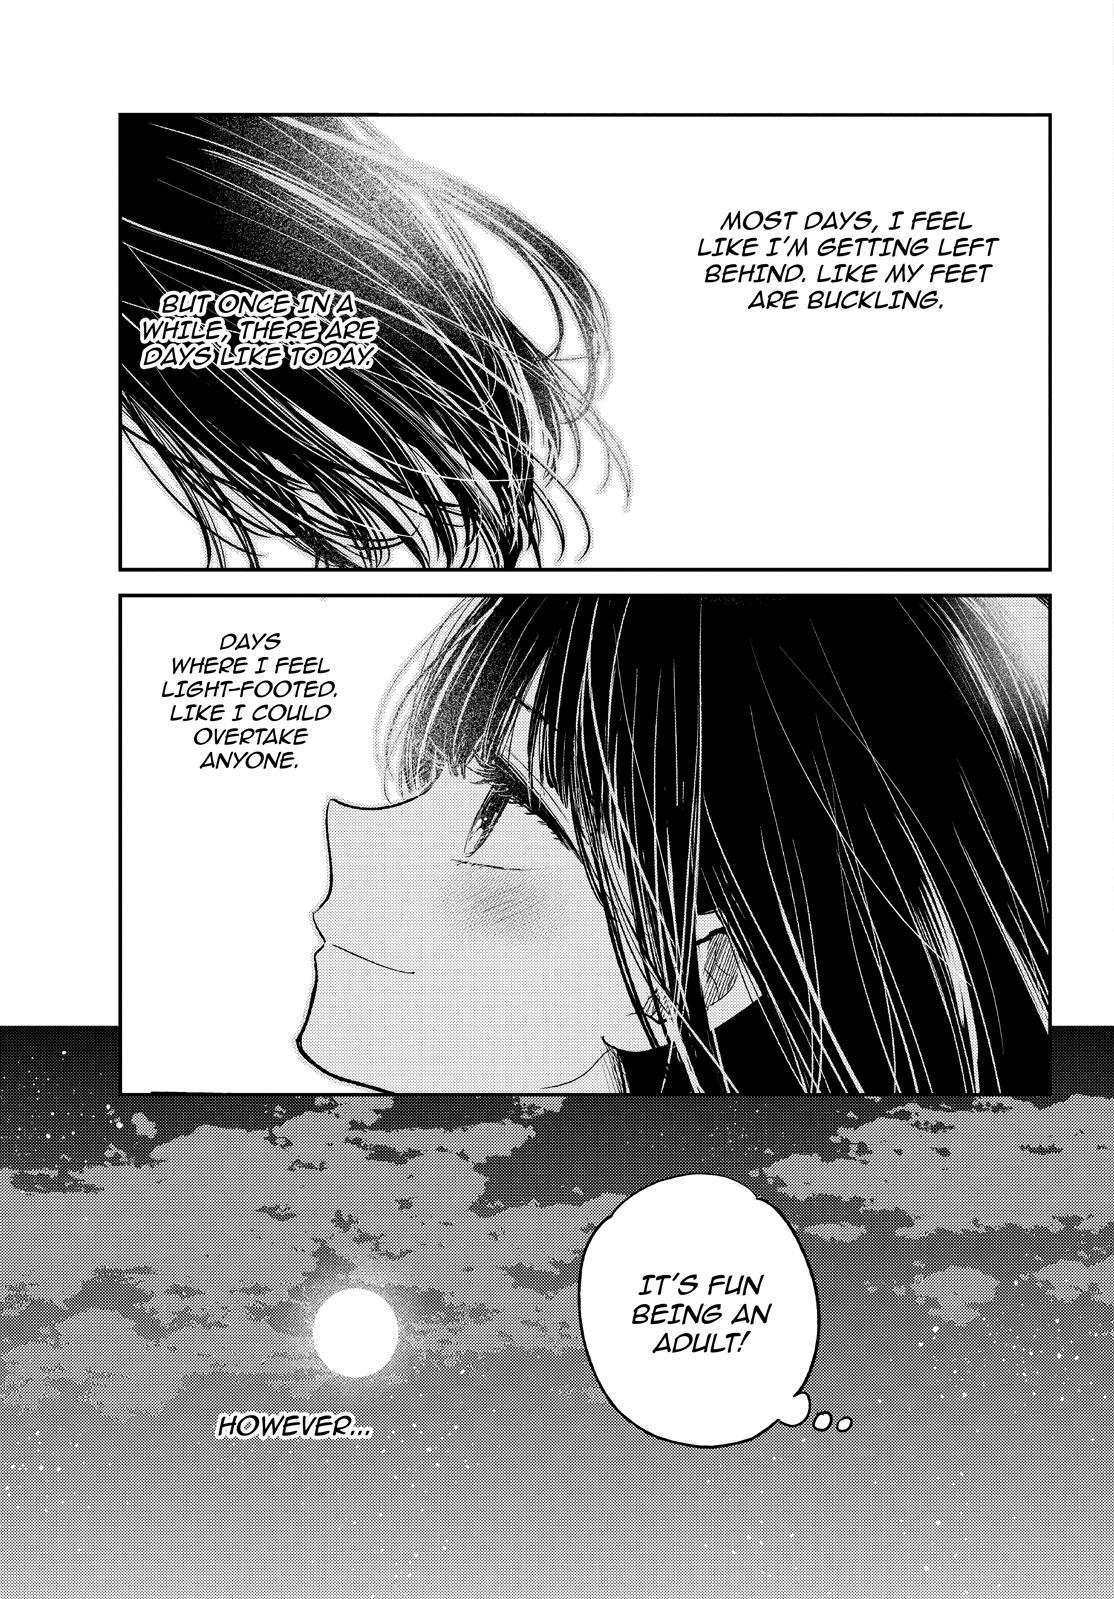 MOST DAYS, I FEEL
LIKE I'M GETTING LEFT
BEHIND. LIKE MY FEET
ARE BUCKLING.
BUT ONCE IN A
WHILE, THERE ARE
DAYS LIKE TODAY.
DAYS
WHERE I FEEL
LIGHT-FOOTED.
LIKE I COULD
OVERTAKE
ANYONE.
IT'S FUN
BEING AN
ADULT!
HOWEVER...